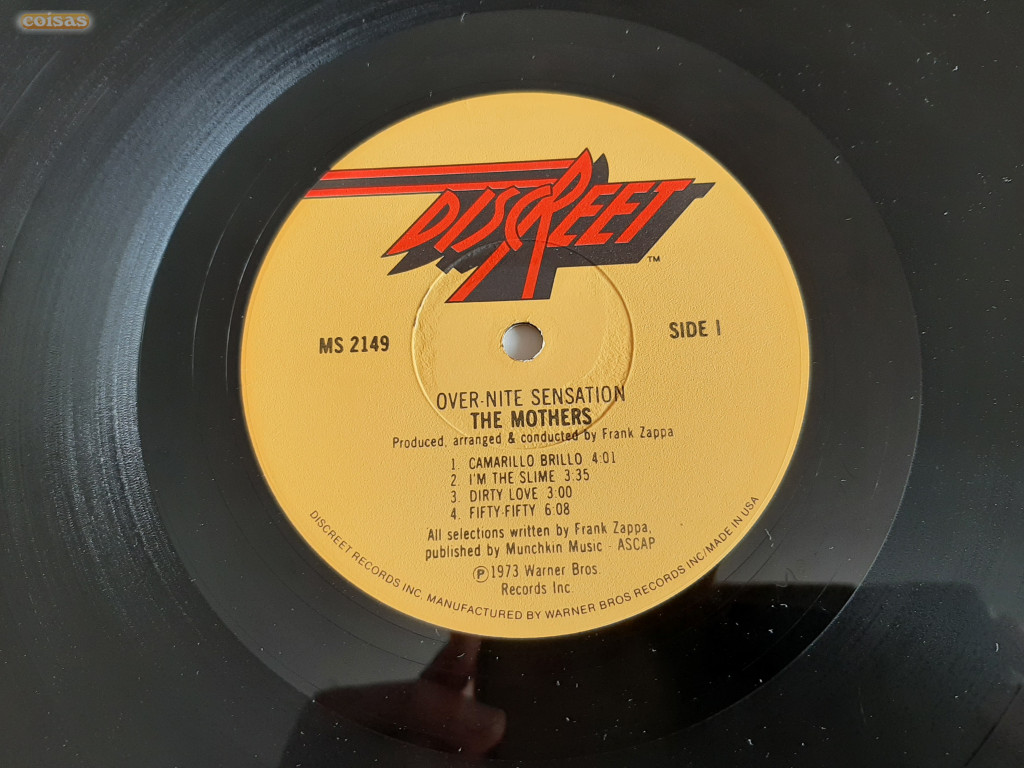 coisas
DISCREET
TM
MS 2149
SIDE 1
OVER-NITE SENSATION
THE MOTHERS
Produced, arranged & conducted by Frank Zappa
1. CAMARILLO BRILLO 4:01
2. I'M THE SLIME 3:35
3. DIRTY LOVE 3:00
4. FIFTY-FIFTY 6:08
All selections written by Frank Zappa,
published by Munchkin Music - ASCAP
℗1973 Warner Bros.
Records Inc.
DISCREET RECORDS INC. MANUFACTURED BY WARNER BROS RECORDS INC/MADE IN USA